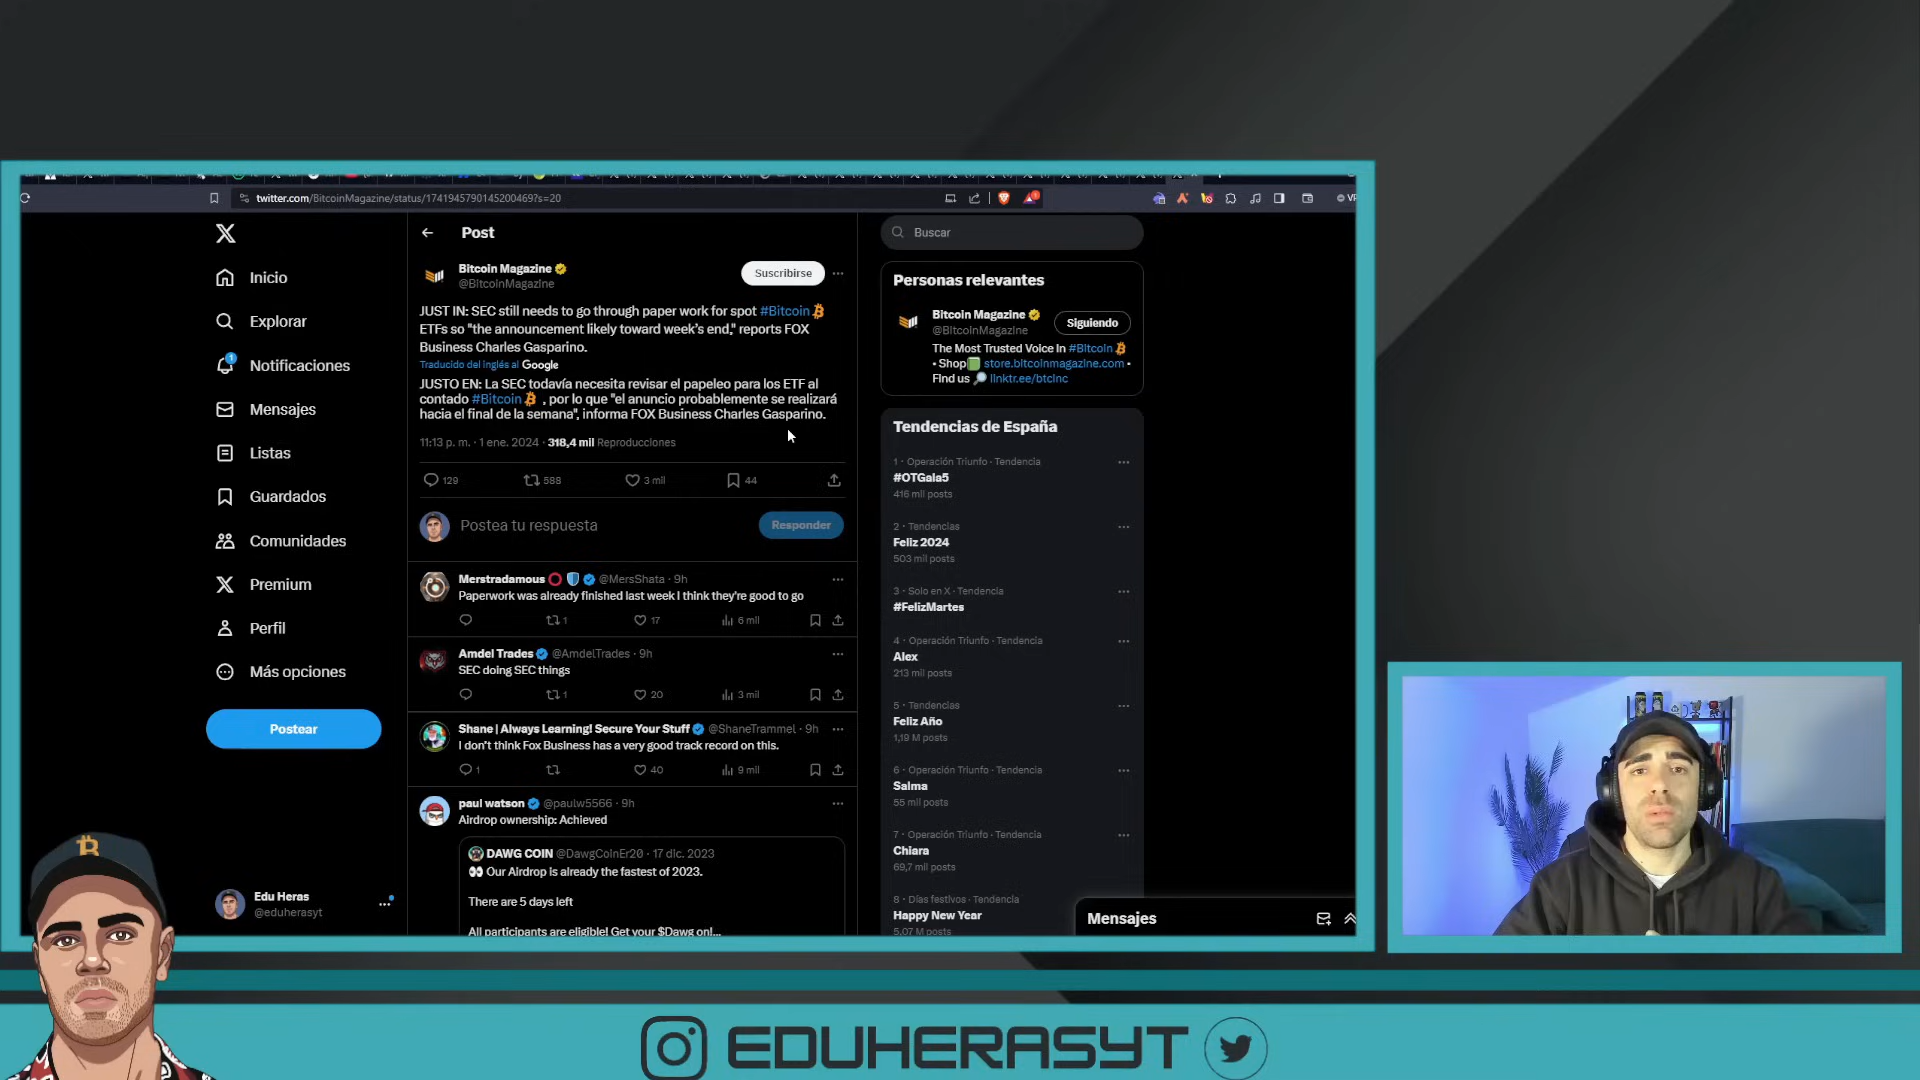 twitter.com/BitcoinMagazine/status/1741945790145200469?s=20
Inicio
Explorar
1
Notificaciones
Mensajes
Listas
Guardados
Comunidades
Premium
Perfil
Más opciones
Postear
Edu Heras
@eduherasyt
Post
Bitcoin Magazine
@BitcoinMagazine
Suscribirse
JUST IN: SEC still needs to go through paper work for spot #Bitcoin
ETFs so "the announcement likely toward week's end," reports FOX
Business Charles Gasparino.
Traducido del inglés al Google
JUSTO EN: La SEC todavía necesita revisar el papeleo para los ETF al
contado #Bitcoin , por lo que "el anuncio probablemente se realizará
hacia el final de la semana", informa FOX Business Charles Gasparino.
11:13 p. m. · 1 ene. 2024 · 318,4 mil Reproducciones
129 588 3 mil 44
Postea tu respuesta
Responder
Merstradamous @MersShata · 9h
Paperwork was already finished last week I think they're good to go
1 17 6 mil
Amdel Trades @AmdelTrades · 9h
SEC doing SEC things
1 20 3 mil
Shane | Always Learning! Secure Your Stuff @ShaneTrammel · 9h
I don't think Fox Business has a very good track record on this.
1 40 9 mil
paul watson @paulw5566 · 9h
Airdrop ownership: Achieved
DAWG COIN @DawgCoinEr20 · 17 dic. 2023
Our Airdrop is already the fastest of 2023.
There are 5 days left
All participants are eligible! Get your $Dawg on!...
Buscar
Personas relevantes
Bitcoin Magazine
@BitcoinMagazine
Siguiendo
The Most Trusted Voice in #Bitcoin
• Shop store.bitcoinmagazine.com •
Find us linktr.ee/btcinc
Tendencias de España
1 · Operación Triunfo · Tendencia
#OTGala5
416 mil posts
2 · Tendencias
Feliz 2024
503 mil posts
3 · Solo en X · Tendencia
#FelizMartes
4 · Operación Triunfo · Tendencia
Alex
213 mil posts
5 · Tendencias
Feliz Año
1,19 M posts
6 · Operación Triunfo · Tendencia
Salma
55 mil posts
7 · Operación Triunfo · Tendencia
Chiara
69,7 mil posts
8 · Días festivos · Tendencia
Happy New Year
5,07 M posts
Mensajes
EDUHERASYT